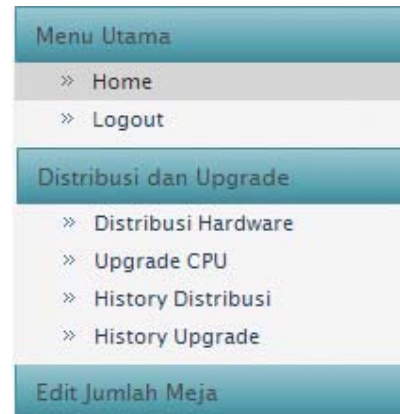 Menu Utama
» Home
» Logout
Distribusi dan Upgrade
» Distribusi Hardware
» Upgrade CPU
» History Distribusi
» History Upgrade
Edit Jumlah Meja